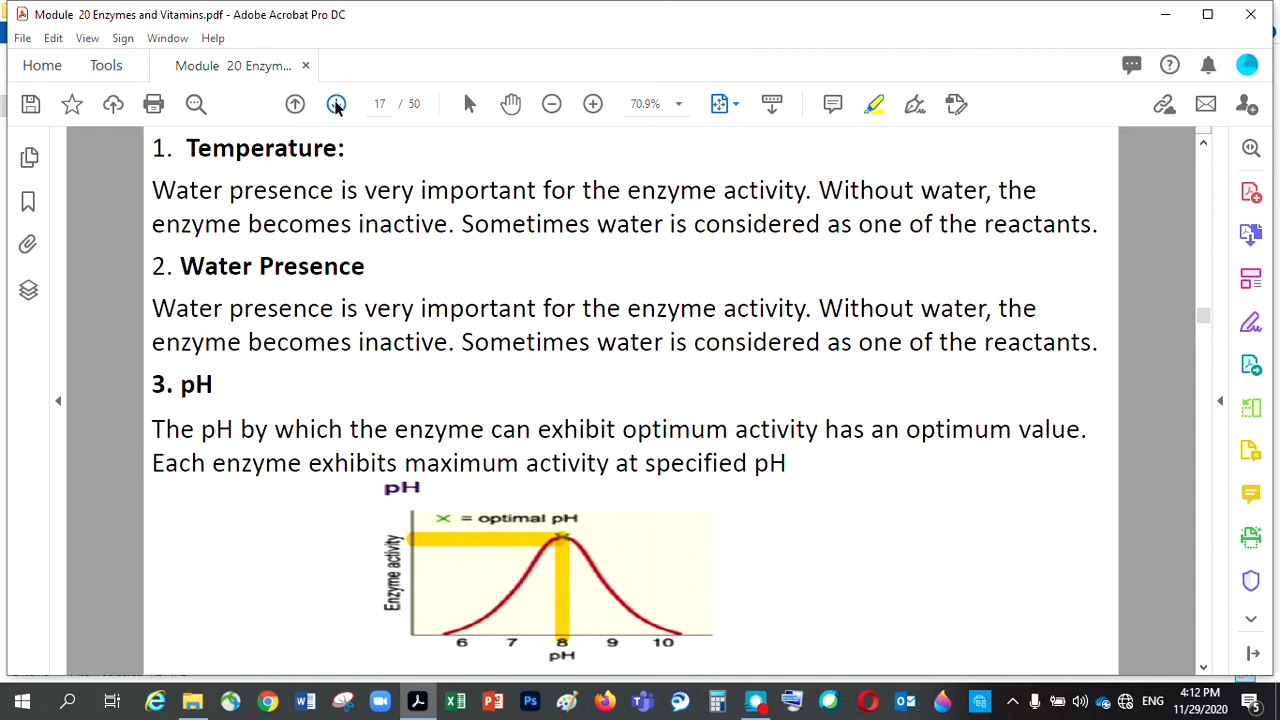 Module 20 Enzymes and Vitamins.pdf - Adobe Acrobat Pro DC
File Edit View Sign Window Help
Home Tools Module 20 Enzym... ×
17 / 50 70.9%
1. Temperature:
Water presence is very important for the enzyme activity. Without water, the
enzyme becomes inactive. Sometimes water is considered as one of the reactants.
2. Water Presence
Water presence is very important for the enzyme activity. Without water, the
enzyme becomes inactive. Sometimes water is considered as one of the reactants.
3. pH
The pH by which the enzyme can exhibit optimum activity has an optimum value.
Each enzyme exhibits maximum activity at specified pH
pH
× = optimal pH
Enzyme activity
6 7 8 9 10
pH
ENG
4:12 PM
11/29/2020
5